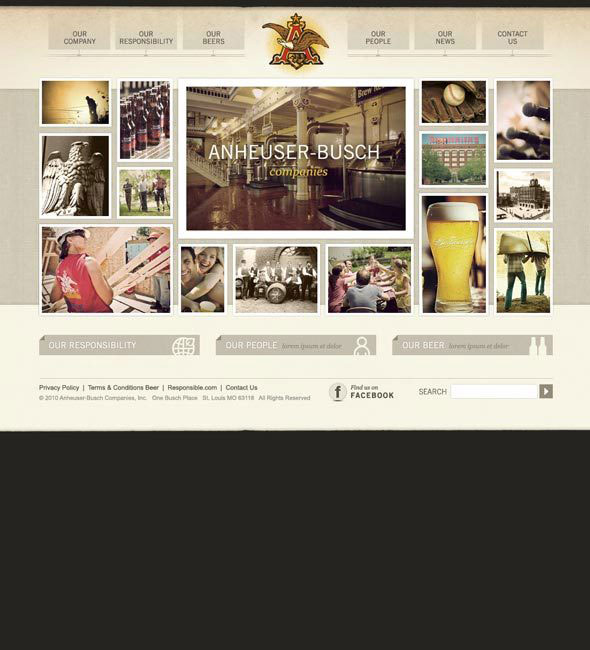 OUR
COMPANY
OUR
RESPONSIBILITY
OUR
BEERS
OUR
PEOPLE
OUR
NEWS
CONTACT
US
ANHEUSER-BUSCH
companies
Budweiser
OUR RESPONSIBILITY
OUR PEOPLE lorem ipsum et dolor
OUR BEER lorem ipsum et dolor
Privacy Policy | Terms & Conditions Beer | Responsible.com | Contact Us
© 2010 Anheuser-Busch Companies, Inc. One Busch Place St. Louis MO 63118 All Rights Reserved
Find us on
FACEBOOK
SEARCH